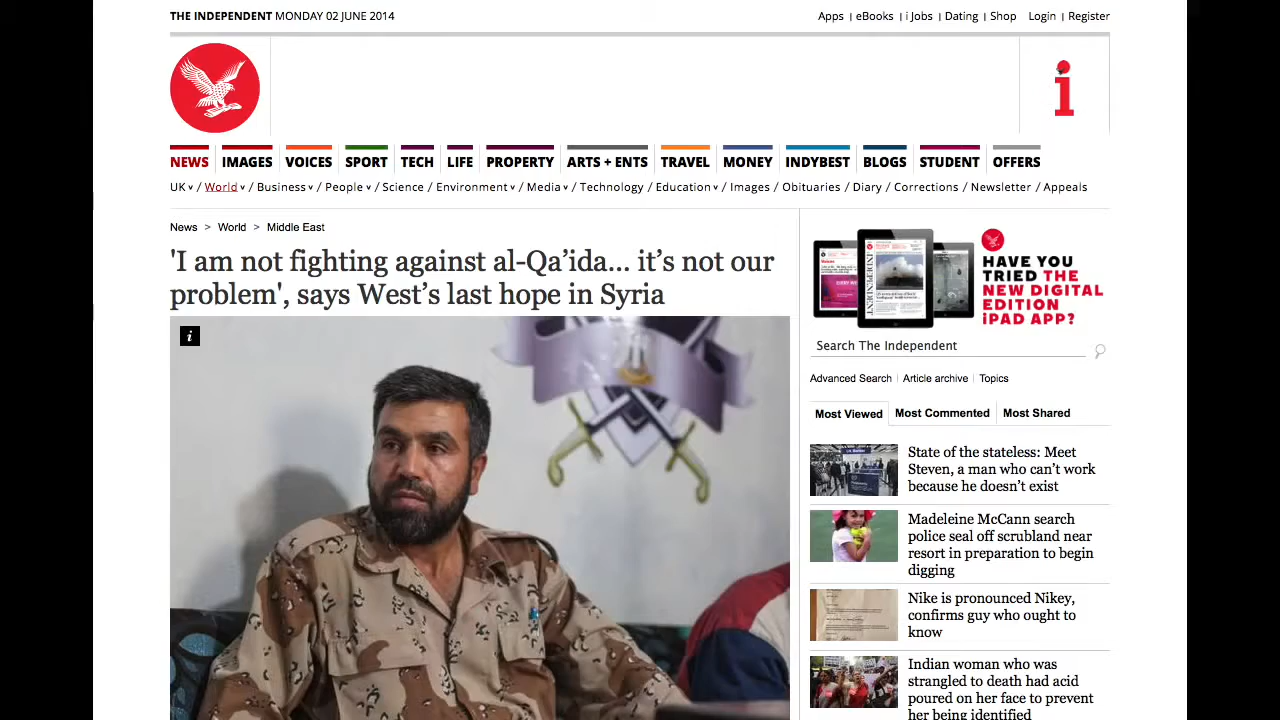 THE INDEPENDENT MONDAY 02 JUNE 2014
Apps | eBooks | i Jobs | Dating | Shop Login | Register
i
NEWS IMAGES VOICES SPORT TECH LIFE PROPERTY ARTS + ENTS TRAVEL MONEY INDYBEST BLOGS STUDENT OFFERS
UK / World / Business / People / Science / Environment / Media / Technology / Education / Images / Obituaries / Diary / Corrections / Newsletter / Appeals
News > World > Middle East
'I am not fighting against al-Qa’ida... it’s not our
problem', says West’s last hope in Syria
i
HAVE YOU
TRIED THE
NEW DIGITAL
EDITION
iPAD APP?
Search The Independent
Advanced Search | Article archive | Topics
Most Viewed Most Commented Most Shared
State of the stateless: Meet
Steven, a man who can’t work
because he doesn’t exist
Madeleine McCann search
police seal off scrubland near
resort in preparation to begin
digging
Nike is pronounced Nikey,
confirms guy who ought to
know
Indian woman who was
strangled to death had acid
poured on her face to prevent
her being identified